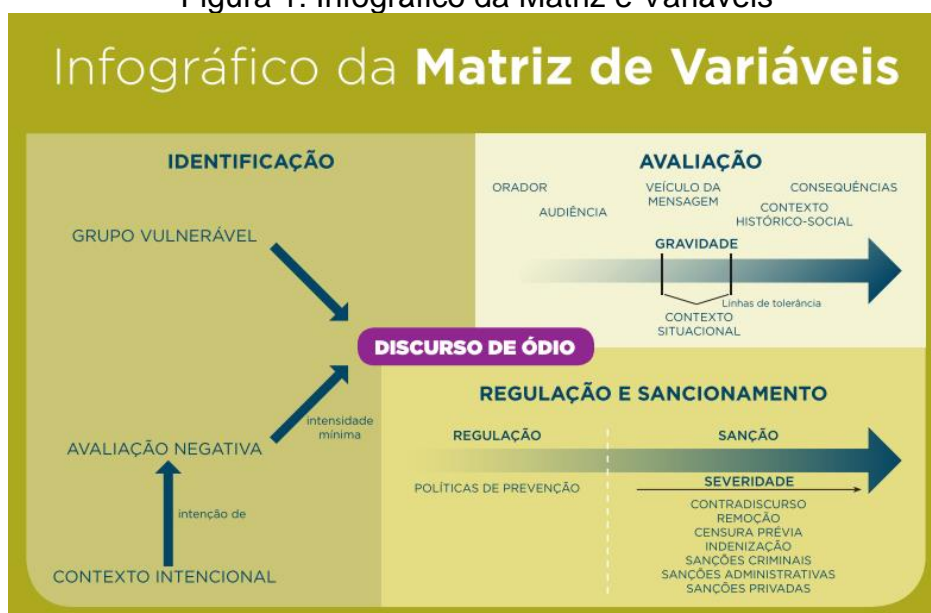 Figura 1: Infográfico da Matriz e Variáveis
Infográfico da Matriz de Variáveis
IDENTIFICAÇÃO
GRUPO VULNERÁVEL
DISCURSO DE ÓDIO
intensidade
mínima
AVALIAÇÃO NEGATIVA
intenção de
CONTEXTO INTENCIONAL
AVALIAÇÃO
ORADOR
AUDIÊNCIA
VEÍCULO DA
MENSAGEM
CONSEQUÊNCIAS
CONTEXTO
HISTÓRICO-SOCIAL
GRAVIDADE
Linhas de tolerância
CONTEXTO
SITUACIONAL
REGULAÇÃO E SANCIONAMENTO
REGULAÇÃO
SANÇÃO
POLÍTICAS DE PREVENÇÃO
SEVERIDADE
CONTRADISCURSO
REMOÇÃO
CENSURA PRÉVIA
INDENIZAÇÃO
SANÇÕES CRIMINAIS
SANÇÕES ADMINISTRATIVAS
SANÇÕES PRIVADAS